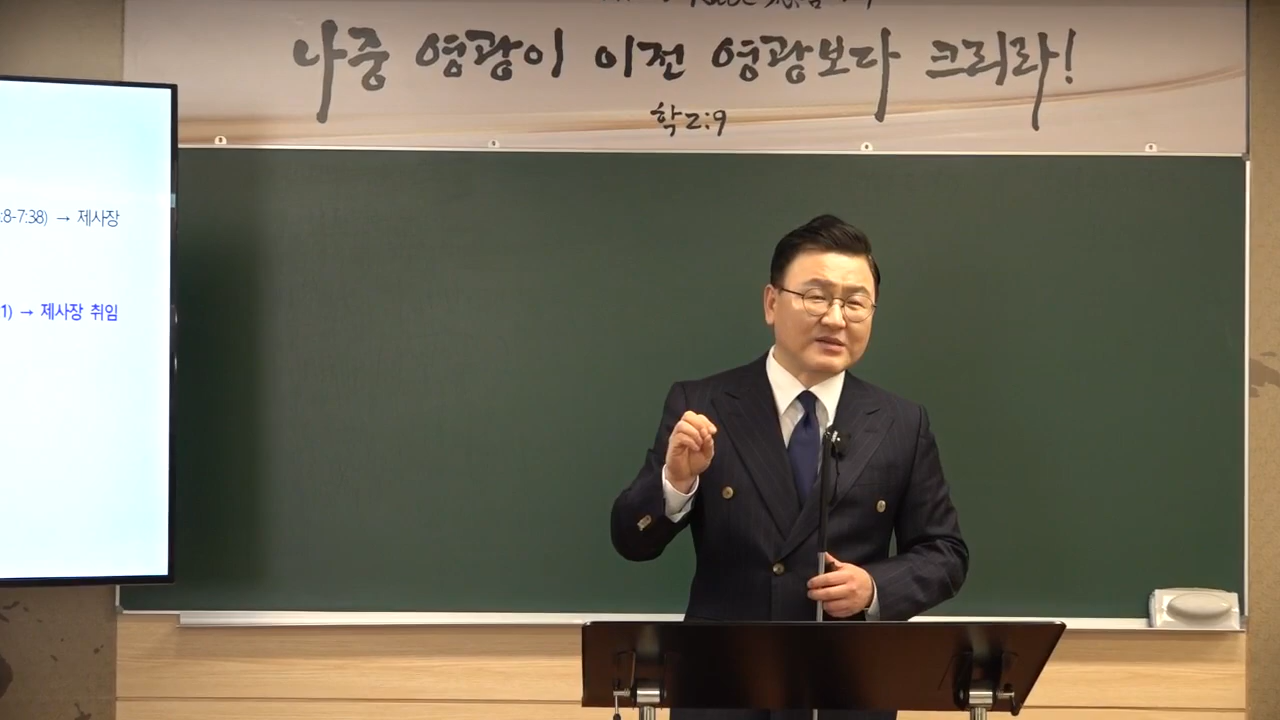 나중 영광이 이전 영광보다 크리라!
학2:9
:8-7:38) → 제사장
1) → 제사장 취임